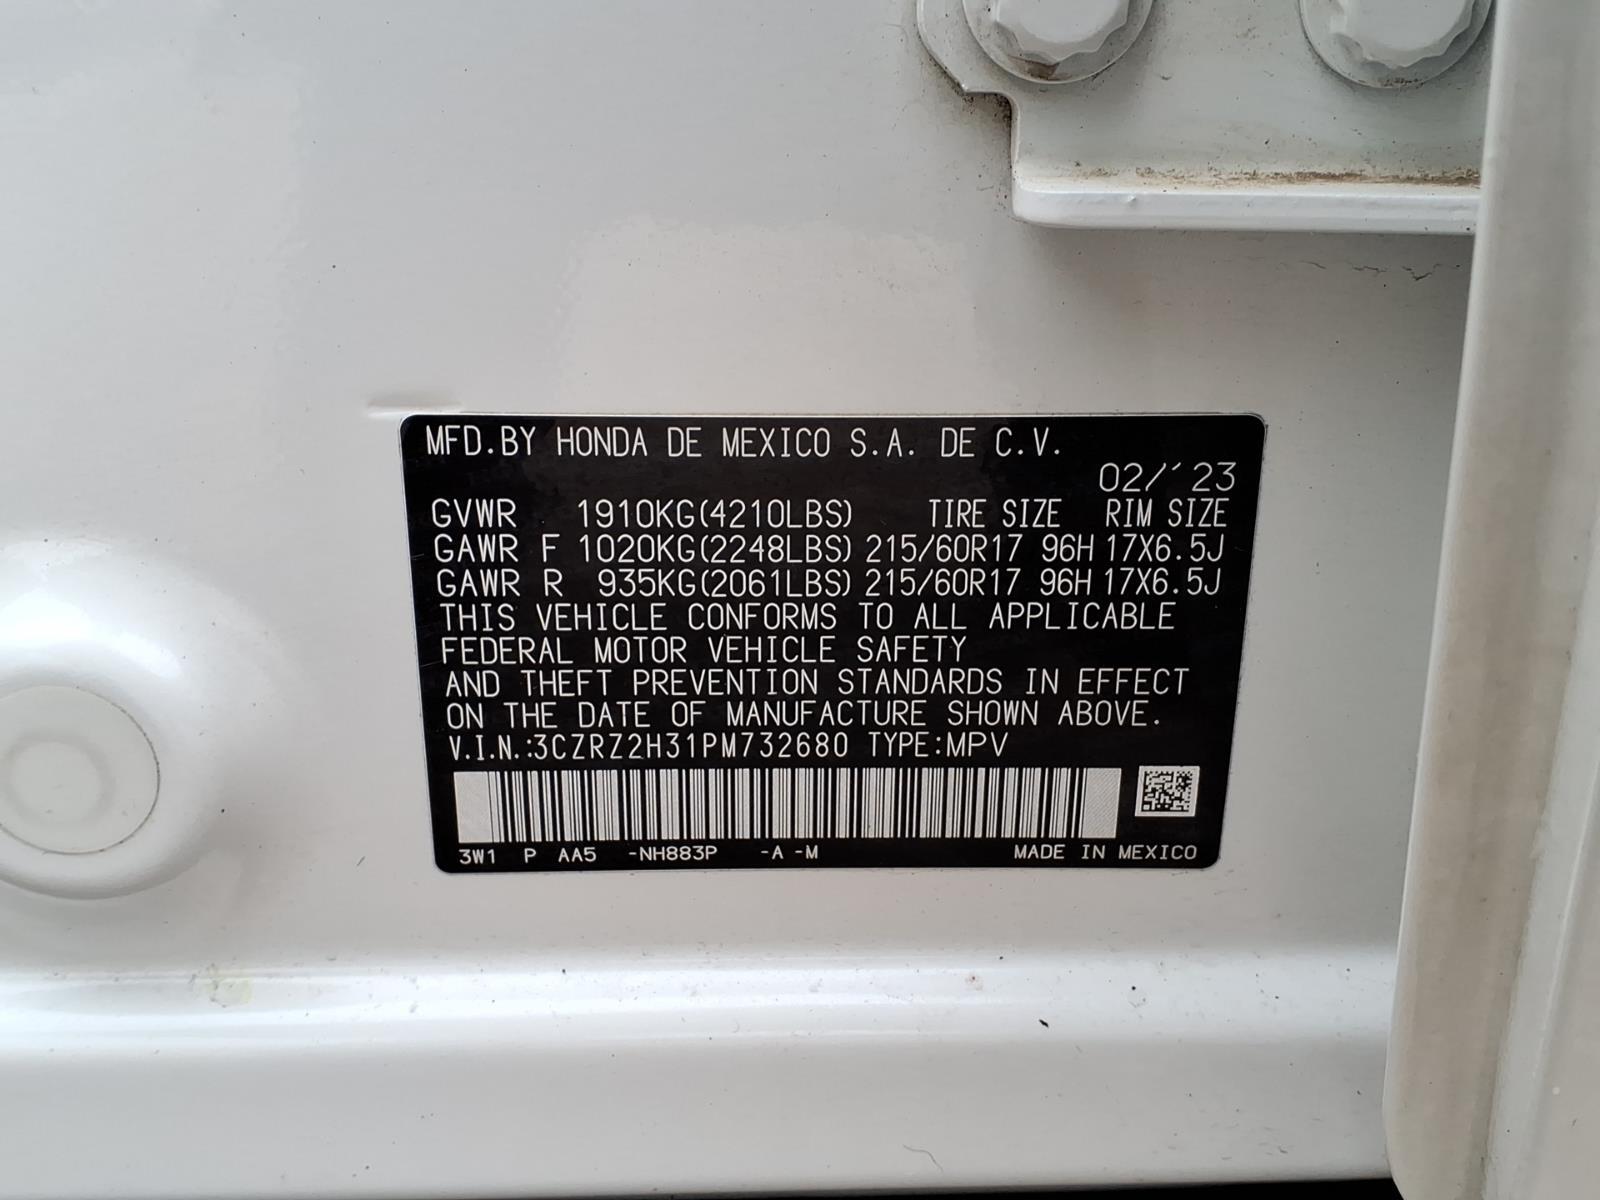 MFD.BY HONDA DE MEXICO S.A. DE C.V.
02/'23
GVWR 1910KG(4210LBS) TIRE SIZE RIM SIZE
GAWR F 1020KG(2248LBS) 215/60R17 96H 17X6.5J
GAWR R 935KG(2061LBS) 215/60R17 96H 17X6.5J
THIS VEHICLE CONFORMS TO ALL APPLICABLE
FEDERAL MOTOR VEHICLE SAFETY
AND THEFT PREVENTION STANDARDS IN EFFECT
ON THE DATE OF MANUFACTURE SHOWN ABOVE.
V.I.N.:3CZRZ2H31PM732680 TYPE:MPV
3W1 P AA5 -NH883P -A -M MADE IN MEXICO